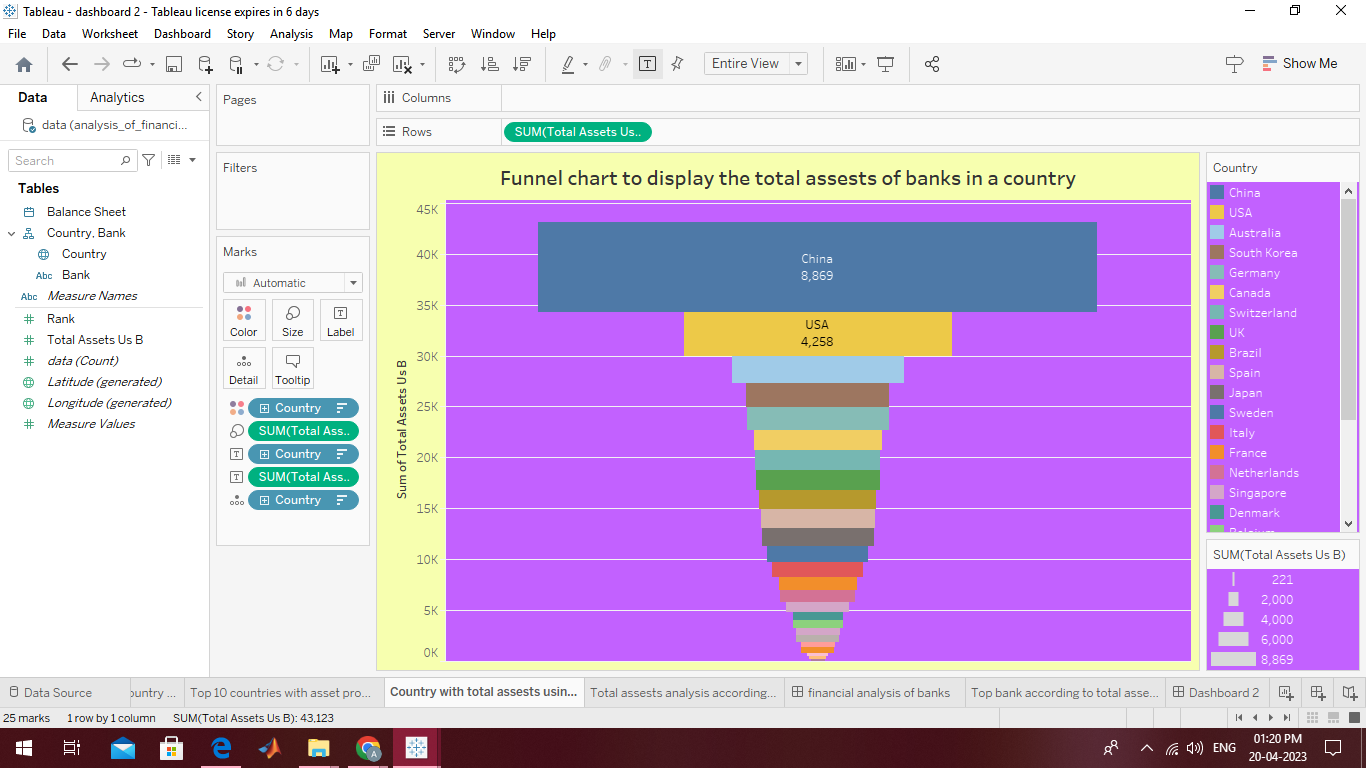 Tableau - dashboard 2 - Tableau license expires in 6 days
File Data Worksheet Dashboard Story Analysis Map Format Server Window Help
Entire View
Show Me
Data Analytics
data (analysis_of_financi...
Search
Tables
Balance Sheet
Country, Bank
Country
Abc Bank
Abc Measure Names
Rank
Total Assets Us B
data (Count)
Latitude (generated)
Longitude (generated)
Measure Values
Pages
Filters
Marks
Automatic
Color Size Label
Detail Tooltip
Country
SUM(Total Ass..
Country
SUM(Total Ass..
Country
Columns
Rows SUM(Total Assets Us..
Funnel chart to display the total assests of banks in a country
Sum of Total Assets Us B
45K
40K
35K
30K
25K
20K
15K
10K
5K
0K
China
8,869
USA
4,258
Country
China
USA
Australia
South Korea
Germany
Canada
Switzerland
UK
Brazil
Spain
Japan
Sweden
Italy
France
Netherlands
Singapore
Denmark
Belgium
SUM(Total Assets Us B)
221
2,000
4,000
6,000
8,869
Data Source ountry ... Top 10 countries with asset pro... Country with total assests usin... Total assests analysis according... financial analysis of banks Top bank according to total asse... Dashboard 2
25 marks 1 row by 1 column SUM(Total Assets Us B): 43,123
A
ENG
01:20 PM
20-04-2023